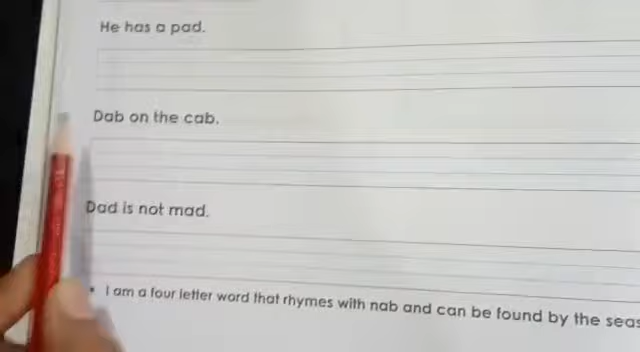 He has a pad.
Dab on the cab.
Dad is not mad.
• I am a four letter word that rhymes with nab and can be found by the seas